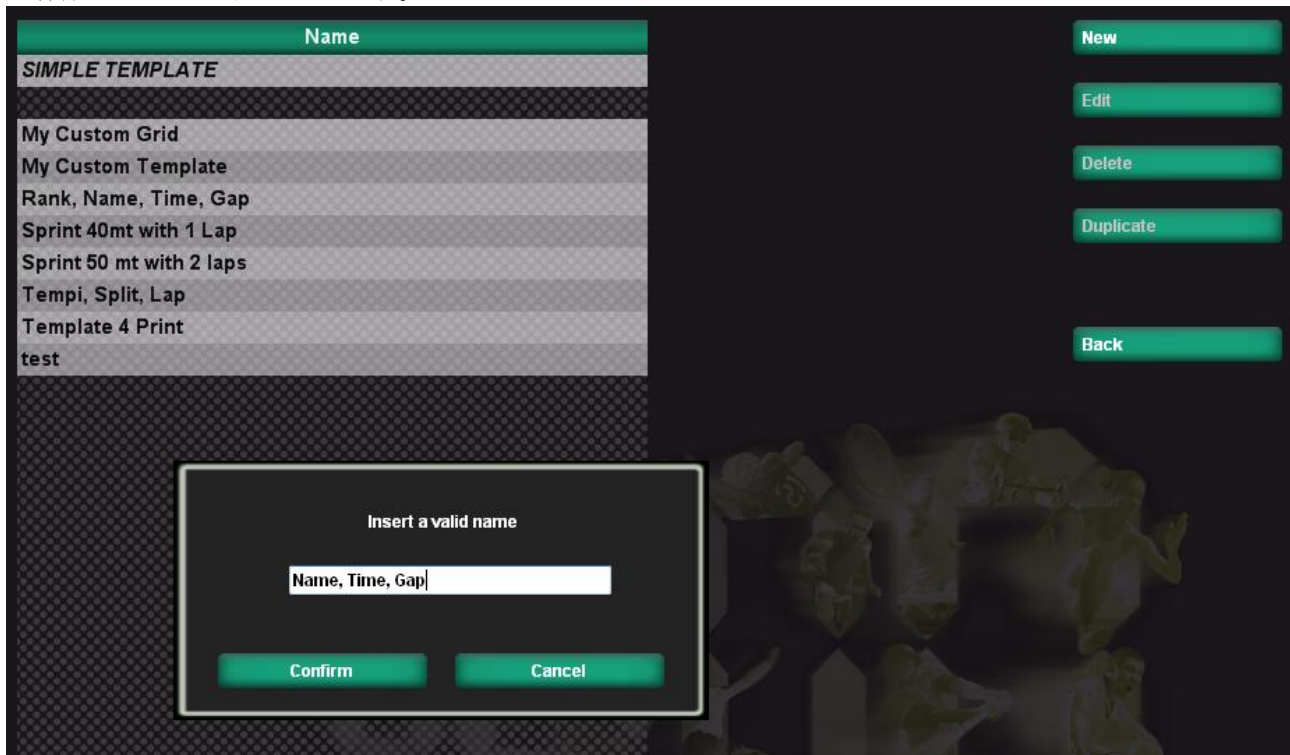 Name
SIMPLE TEMPLATE
My Custom Grid
My Custom Template
Rank, Name, Time, Gap
Sprint 40mt with 1 Lap
Sprint 50 mt with 2 laps
Tempi, Split, Lap
Template 4 Print
test
New
Edit
Delete
Duplicate
Back
Insert a valid name
Name, Time, Gap
Confirm
Cancel